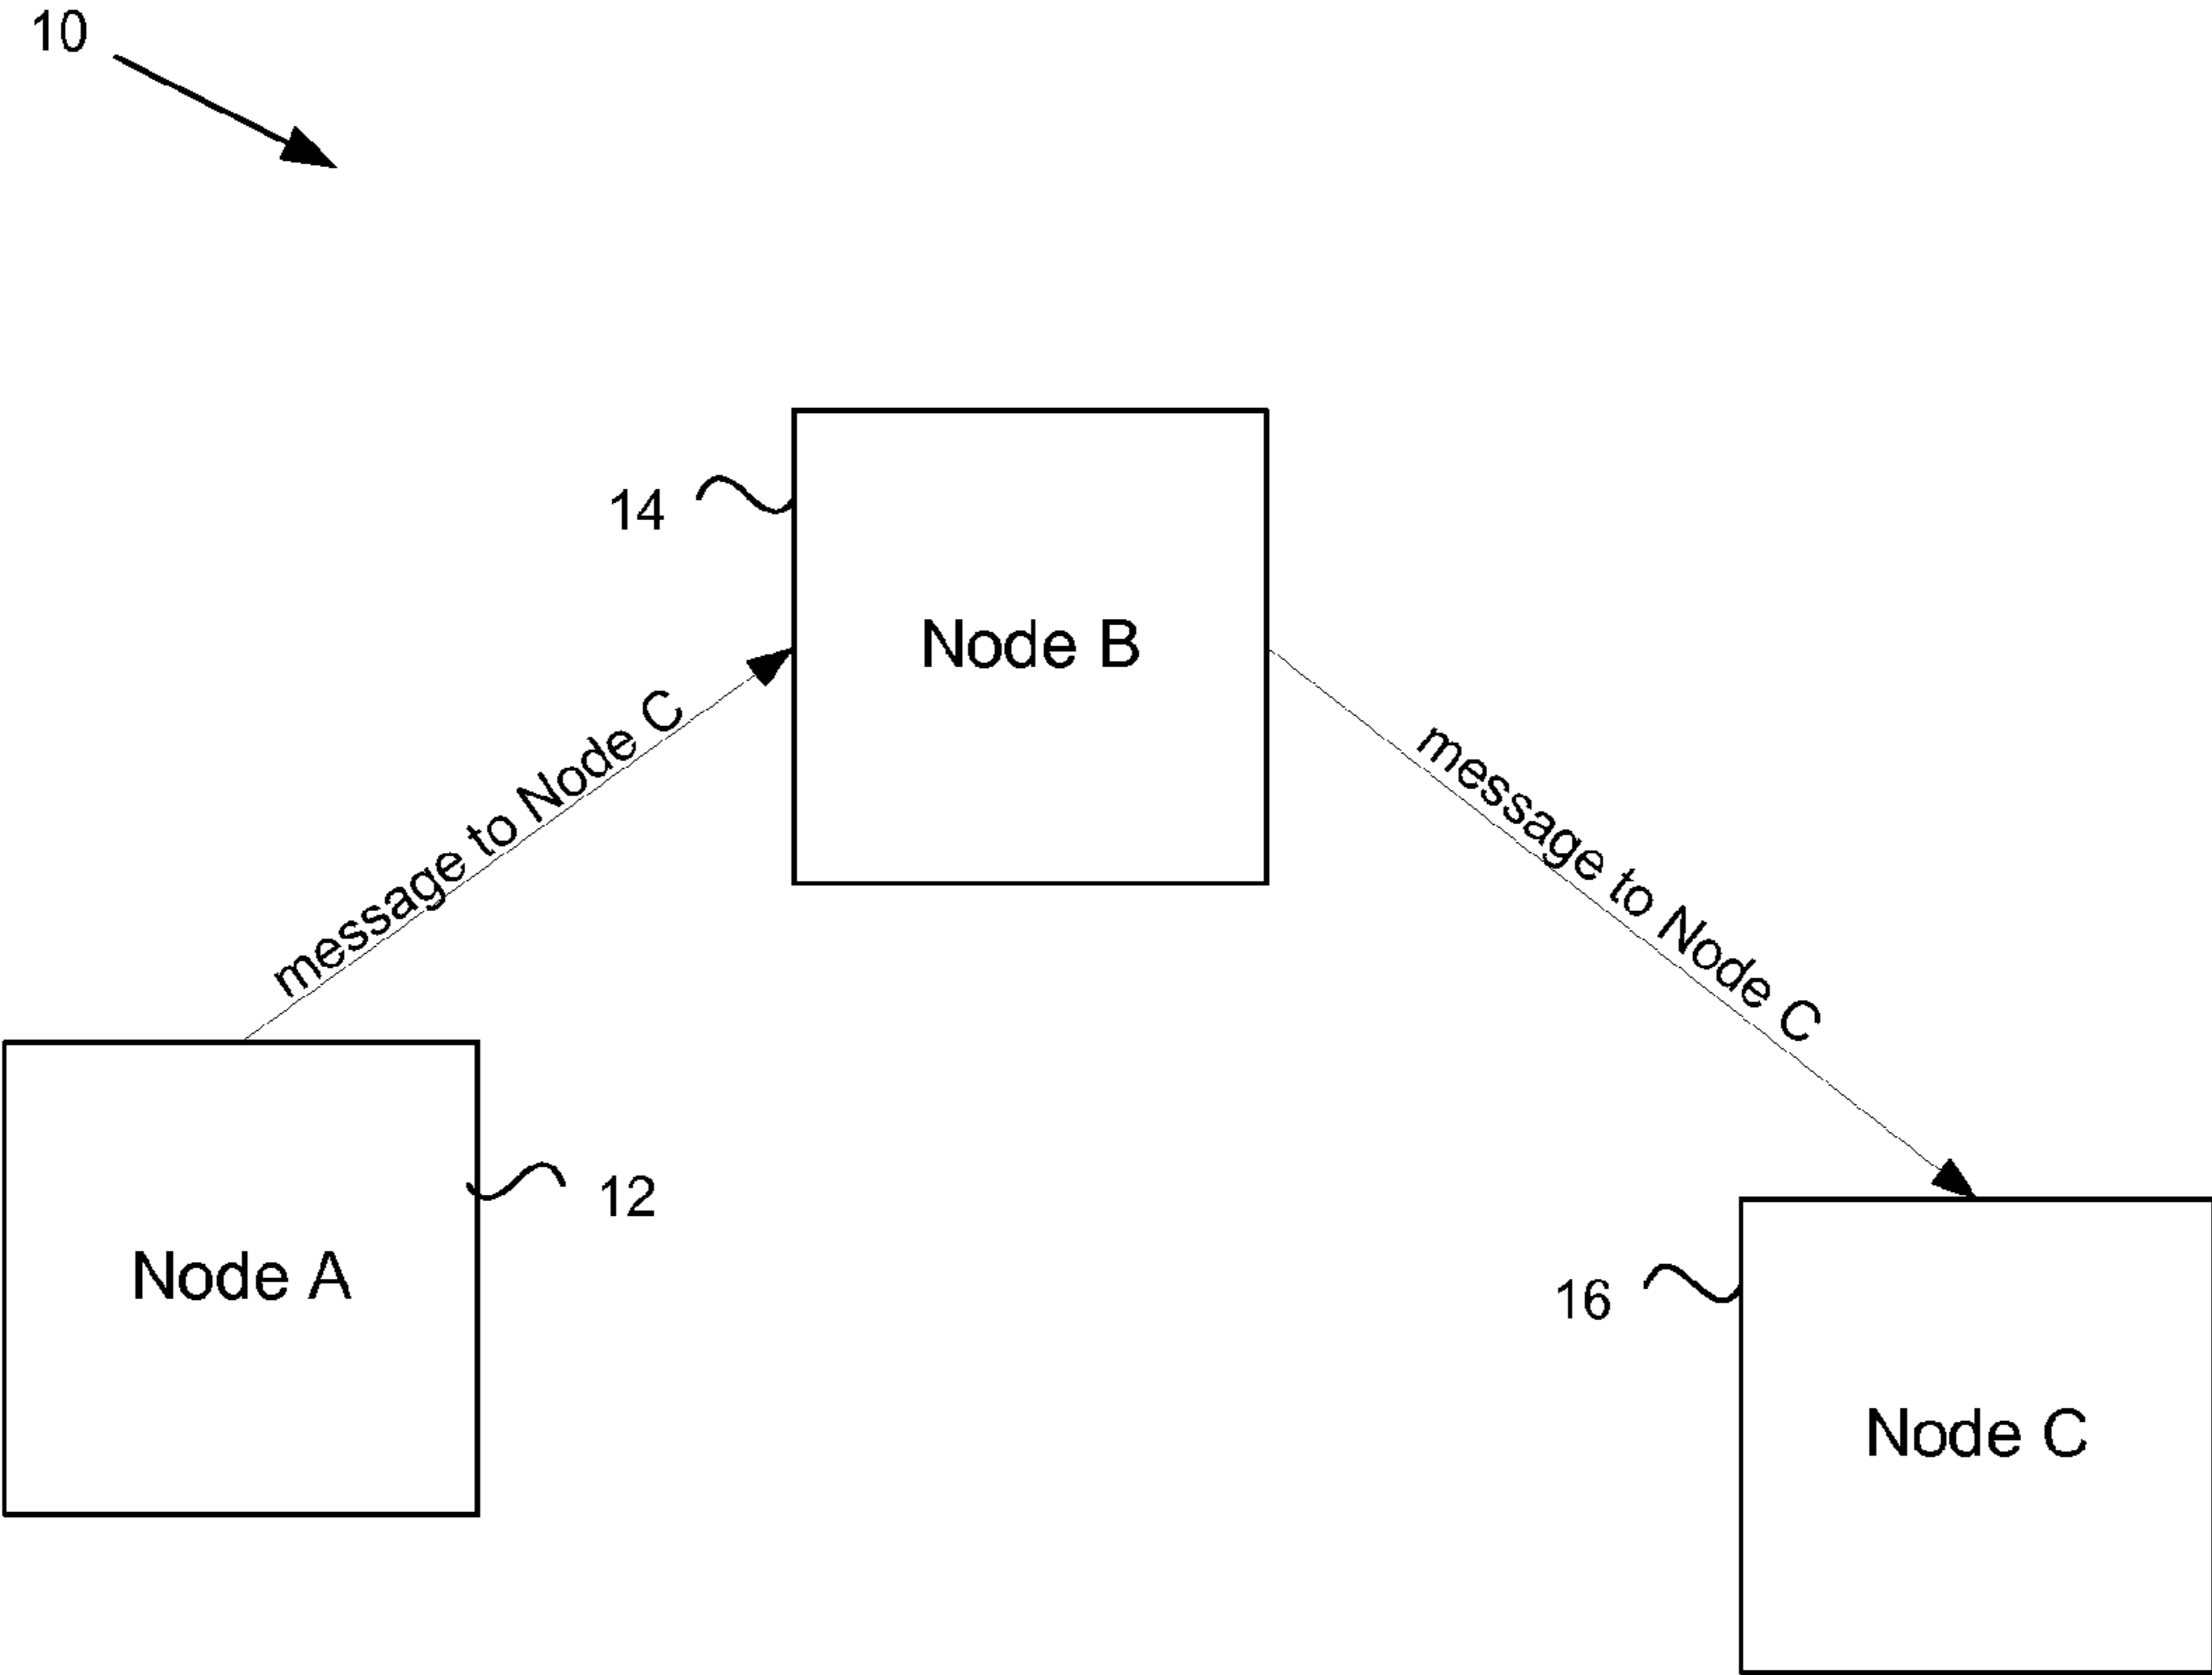 10
14
Node B
message to Node C
message to Node C
12
Node A
16
Node C